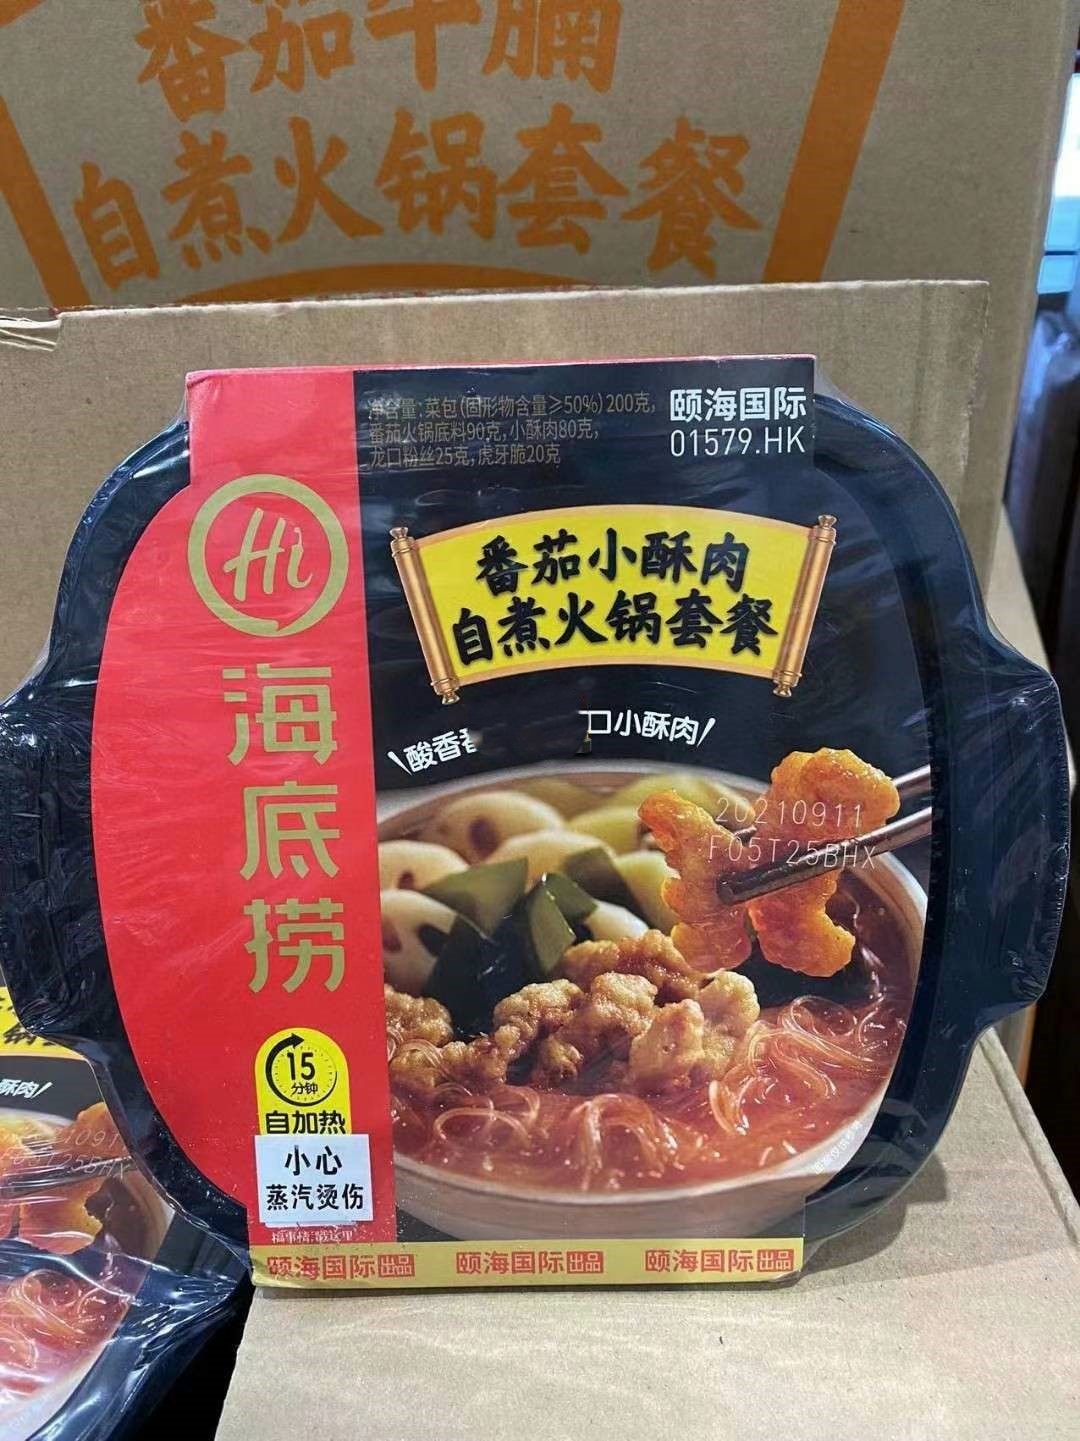 番茄牛腩
自煮火锅套餐
净含量:菜包(固形物含量≥50%)200克,
番茄火锅底料90克,小酥肉80克,
龙口粉丝25克,虎牙脆20克
颐海国际
01579.HK
Hi
海底捞
番茄小酥肉
自煮火锅套餐
酸香
口小酥肉
20210911
F05T25BHX
15
分钟
自加热
小心
蒸汽烫伤
颐海国际出品 颐海国际出品 颐海国际出品
酥肉